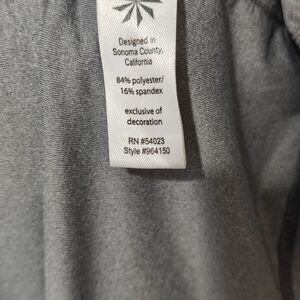 Designed in
Sonoma County,
California
84% polyester/
16% spandex
exclusive of
decoration
RN #54023
Style #964150